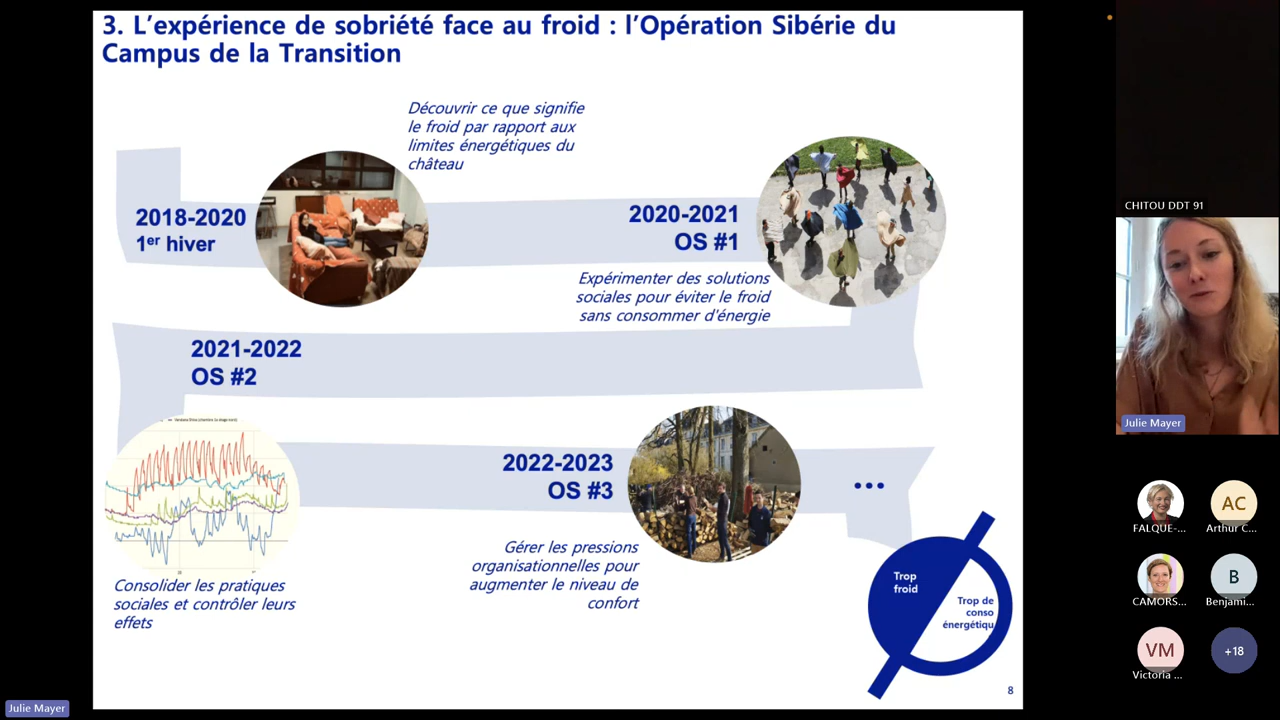 3. L’expérience de sobriété face au froid : l’Opération Sibérie du
Campus de la Transition
Découvrir ce que signifie
le froid par rapport aux
limites énergétiques du
château
2018-2020
1er hiver
2020-2021
OS #1
Expérimenter des solutions
sociales pour éviter le froid
sans consommer d'énergie
2021-2022
OS #2
Consolider les pratiques
sociales et contrôler leurs
effets
2022-2023
OS #3
...
Gérer les pressions
organisationnelles pour
augmenter le niveau de
confort
Trop
froid
Trop de
conso
énergétiqu
8
CHITOU DDT 91
Julie Mayer
FALQUE-...
AC
Arthur C...
CAMORS...
B
Benjami...
VM
Victoria ...
+18
Julie Mayer